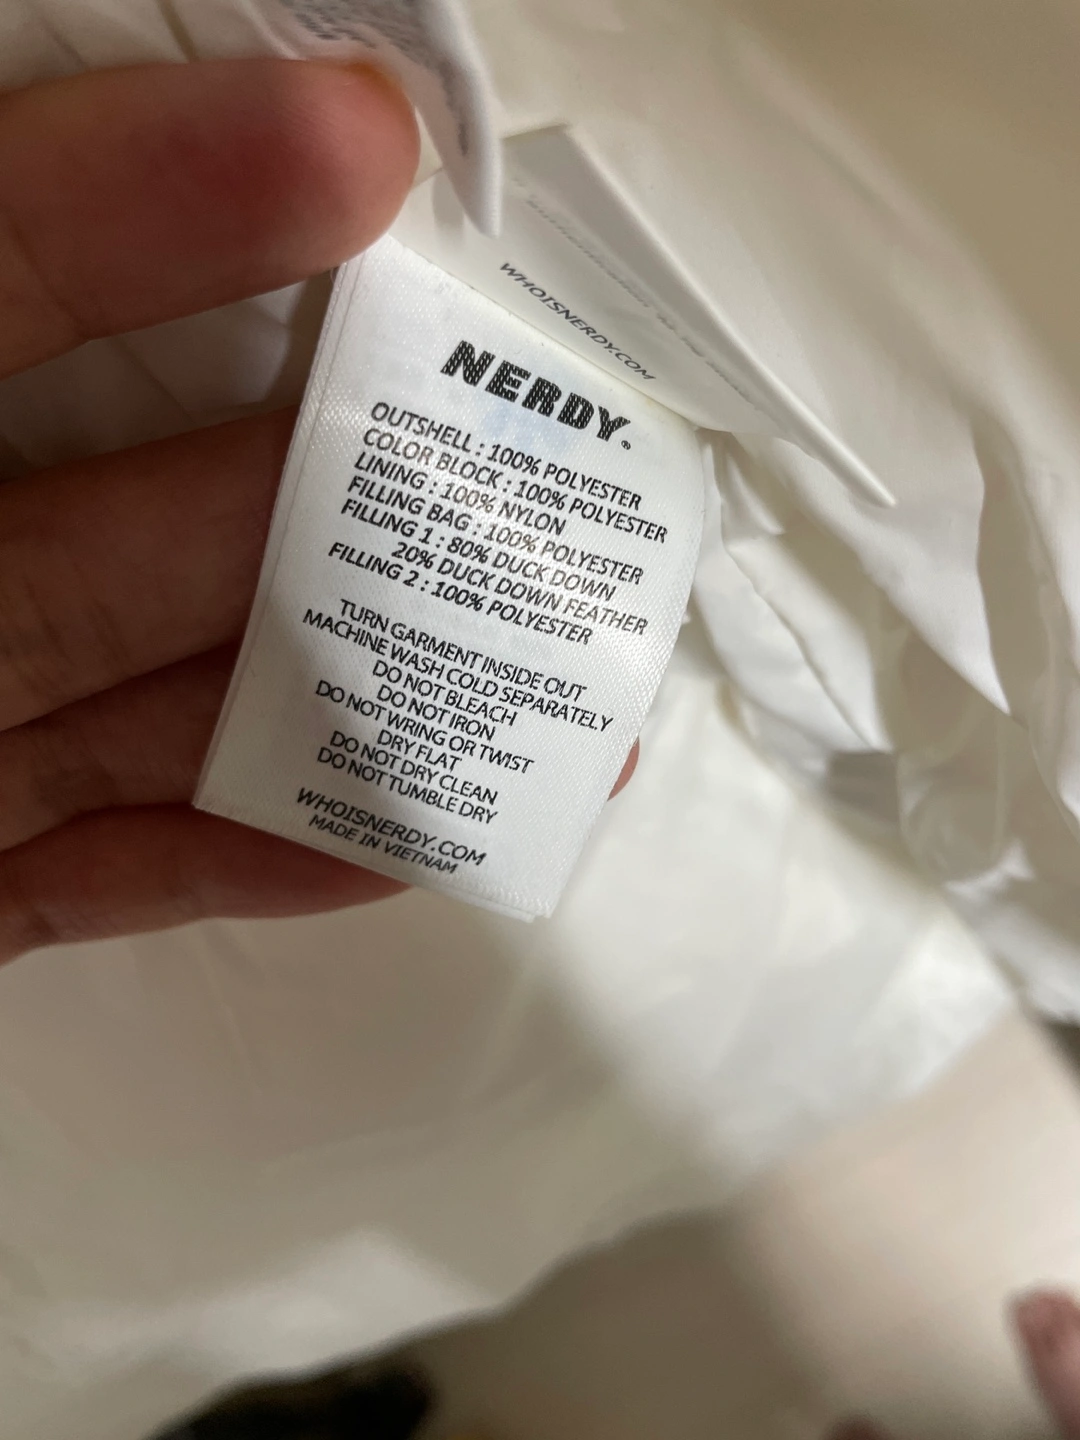 WHOISNERDY.COM
NERDY®
OUTSHELL : 100% POLYESTER
COLOR BLOCK : 100% POLYESTER
LINING : 100% NYLON
FILLING BAG : 100% POLYESTER
FILLING 1 : 80% DUCK DOWN
20% DUCK DOWN FEATHER
FILLING 2 : 100% POLYESTER
TURN GARMENT INSIDE OUT
MACHINE WASH COLD SEPARATELY
DO NOT BLEACH
DO NOT IRON
DO NOT WRING OR TWIST
DRY FLAT
DO NOT DRY CLEAN
DO NOT TUMBLE DRY
WHOISNERDY.COM
MADE IN VIETNAM